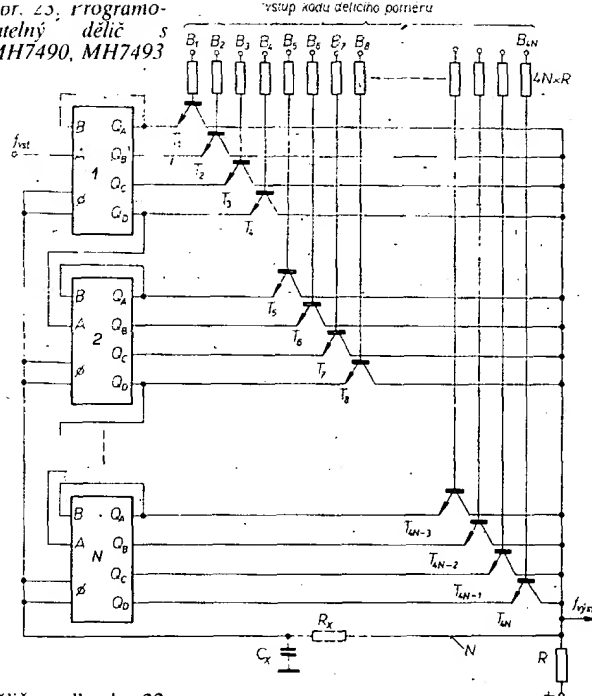 Programo-
dělič s
MH7490, MH7493
vstup kódu dělicího poměru
B1 B2 B3 B4 B5 B6 B7 B8 B4N
4N×R
fvst
B QA
A QB
1
QC
Ø
QD
T2
T3
T4
B QA
A QB
2
QC
Ø
QD
T5
T6
T7
T8
B QA
A QB
N
QC
Ø
QD
T4N-3
T4N-2
T4N-1
T4N
fvýst
Rx
N
Cx
R